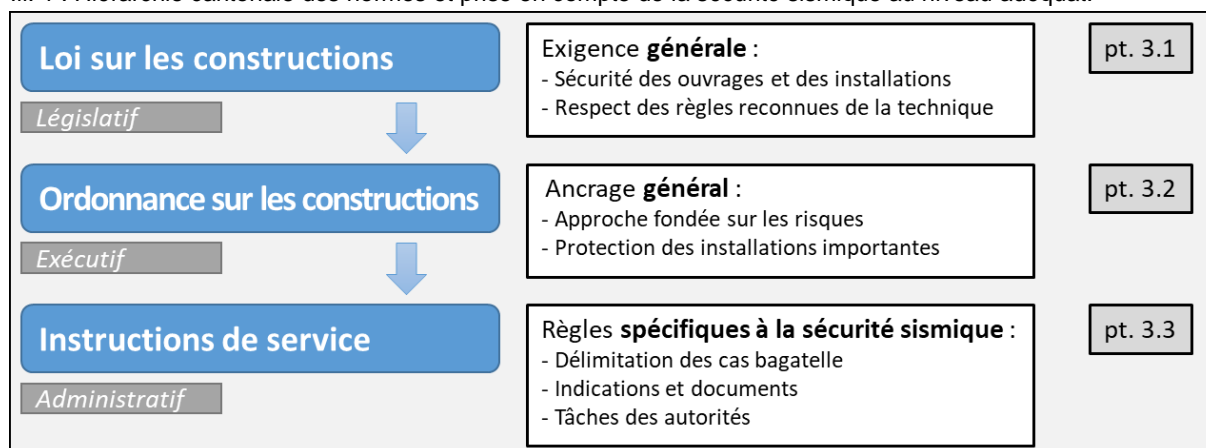 Loi sur les constructions
Législatif
Exigence générale :
- Sécurité des ouvrages et des installations
- Respect des règles reconnues de la technique
pt. 3.1
Ordonnance sur les constructions
Exécutif
Ancrage général :
- Approche fondée sur les risques
- Protection des installations importantes
pt. 3.2
Instructions de service
Administratif
Règles spécifiques à la sécurité sismique :
- Délimitation des cas bagatelle
- Indications et documents
- Tâches des autorités
pt. 3.3